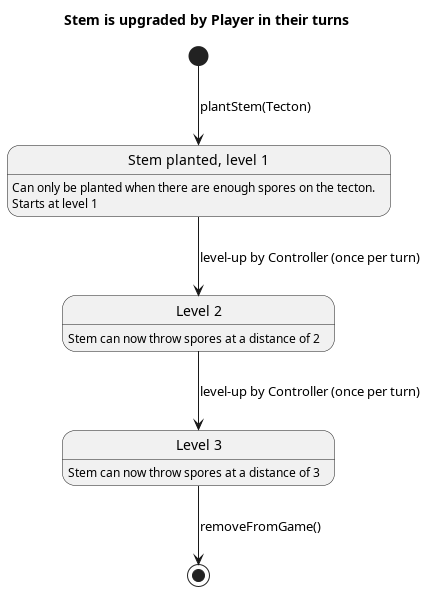 Stem is upgraded by Player in their turns
plantStem(Tecton)
Stem planted, level 1
Can only be planted when there are enough spores on the tecton.
Starts at level 1
level-up by Controller (once per turn)
Level 2
Stem can now throw spores at a distance of 2
level-up by Controller (once per turn)
Level 3
Stem can now throw spores at a distance of 3
removeFromGame()